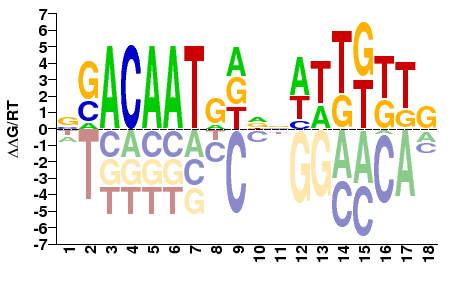 7
6
5
4
3
2
1
0
-1
-2
-3
-4
-5
-6
-7
ΔΔG/RT
G T A
G C A T
A C G T
C A G T
A C G T
A C G T
T A C G
G A C
A G T C
A C
T A C G
A T G
G T A C
T G A C
T G A C
T G A C
T G A
G A C
1 2 3 4 5 6 7 8 9 10 11 12 13 14 15 16 17 18